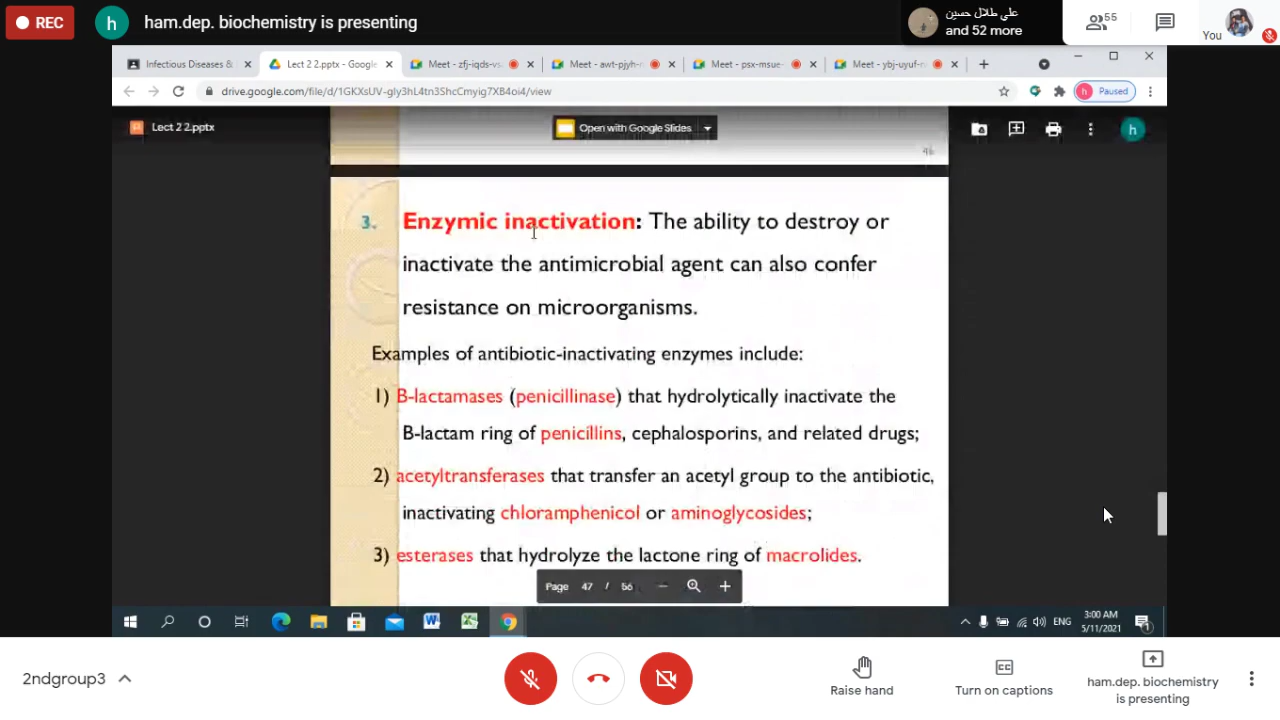 REC
h
ham.dep. biochemistry is presenting
علي طلال حسين
and 52 more
55
You
Infectious Diseases &
Lect 2 2.pptx - Google
Meet - zfj-iqds-vs
Meet - awt-pjyh-
Meet - psx-msue-
Meet - ybj-uyuf-
drive.google.com/file/d/1GKXsUV-gly3hL4tn3ShcCmyig7XB4oi4/view
h
Paused
Lect 2 2.pptx
Open with Google Slides
h
46
3. Enzymic inactivation: The ability to destroy or
inactivate the antimicrobial agent can also confer
resistance on microorganisms.
Examples of antibiotic-inactivating enzymes include:
1) B-lactamases (penicillinase) that hydrolytically inactivate the
B-lactam ring of penicillins, cephalosporins, and related drugs;
2) acetyltransferases that transfer an acetyl group to the antibiotic,
inactivating chloramphenicol or aminoglycosides;
3) esterases that hydrolyze the lactone ring of macrolides.
Page 47 / 56
ENG
3:00 AM
5/11/2021
1
2ndgroup3
Raise hand
Turn on captions
ham.dep. biochemistry
is presenting